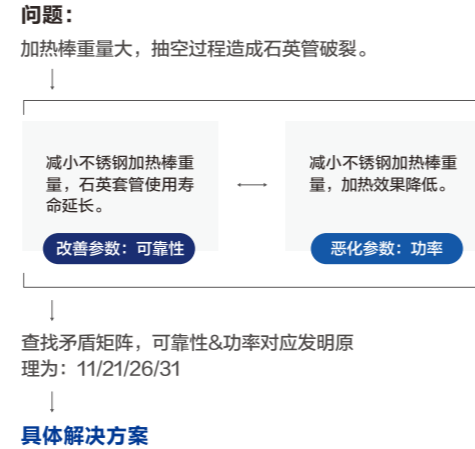 问题：
加热棒重量大，抽空过程造成石英管破裂。
减小不锈钢加热棒重
量，石英套管使用寿
命延长。
改善参数：可靠性
减小不锈钢加热棒重
量，加热效果降低。
恶化参数：功率
查找矛盾矩阵，可靠性&功率对应发明原
理为：11/21/26/31
具体解决方案